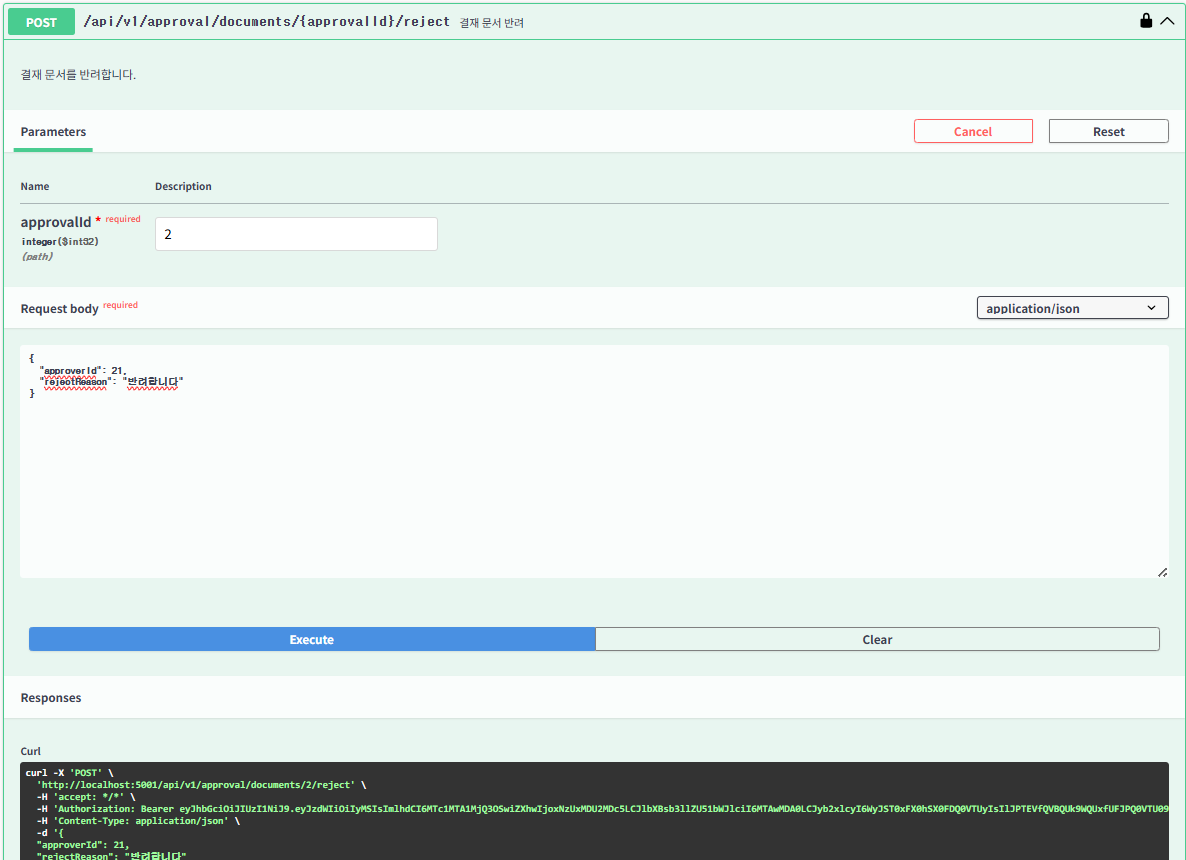 POST /api/v1/approval/documents/{approvalId}/reject 결재 문서 반려
결재 문서를 반려합니다.
Parameters
Cancel
Reset
Name Description
approvalId * required
integer($int32)
(path)
2
Request body required
application/json
{
"approverId": 21,
"rejectReason": "반려합니다"
}
Execute
Clear
Responses
Curl
curl -X 'POST' \
'http://localhost:5001/api/v1/approval/documents/2/reject' \
-H 'accept: */*' \
-H 'Authorization: Bearer
-H 'Content-Type: application/json' \
-d '{
"approverId": 21,
"rejectReason": "반려합니다"